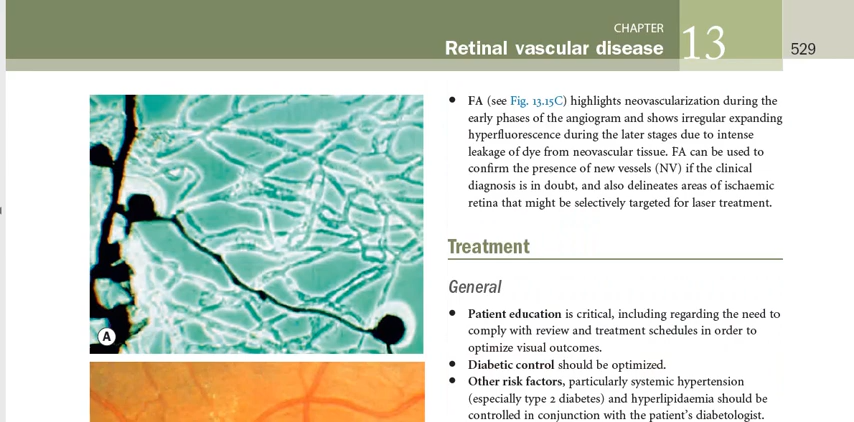 CHAPTER
Retinal vascular disease
13
529
• FA (see Fig. 13.15C) highlights neovascularization during the
early phases of the angiogram and shows irregular expanding
hyperfluorescence during the later stages due to intense
leakage of dye from neovascular tissue. FA can be used to
confirm the presence of new vessels (NV) if the clinical
diagnosis is in doubt, and also delineates areas of ischaemic
retina that might be selectively targeted for laser treatment.
Treatment
General
• Patient education is critical, including regarding the need to
comply with review and treatment schedules in order to
optimize visual outcomes.
• Diabetic control should be optimized.
• Other risk factors, particularly systemic hypertension
(especially type 2 diabetes) and hyperlipidaemia should be
controlled in conjunction with the patient's diabetologist.
A